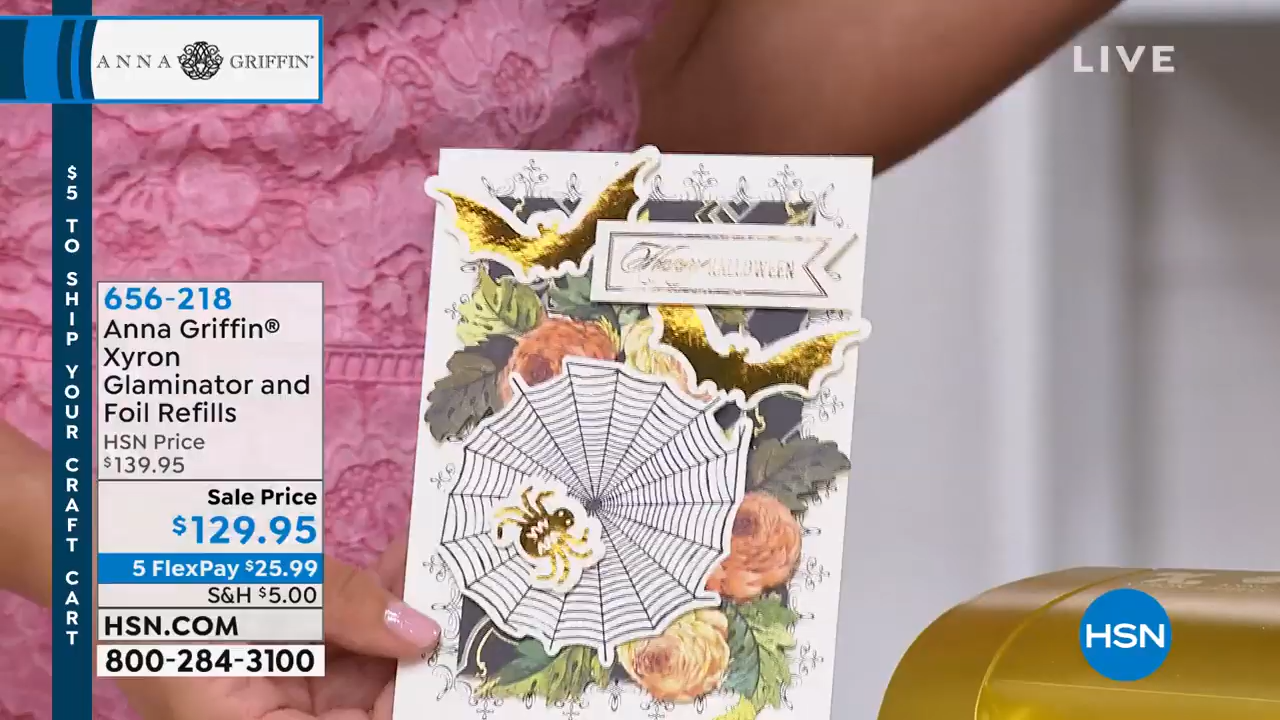 ANNA GRIFFIN
LIVE
$5 TO SHIP YOUR CRAFT CART
HALLOWEEN
656-218
Anna Griffin®
Xyron
Glaminator and
Foil Refills
HSN Price
$139.95
Sale Price
$129.95
5 FlexPay $25.99
S&H $5.00
HSN.COM
800-284-3100
HSN